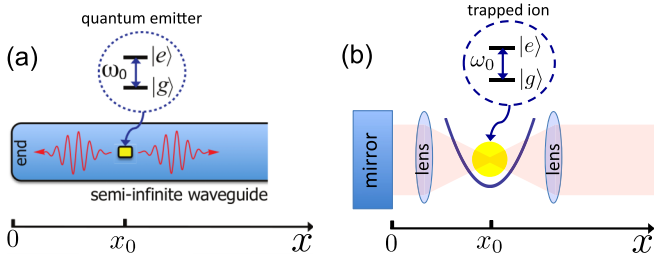 (a)
quantum emitter
ω₀
|e⟩
|g⟩
end
semi-infinite waveguide
0
x₀
x
(b)
trapped ion
ω₀
|e⟩
|g⟩
mirror
lens
lens
0
x₀
x